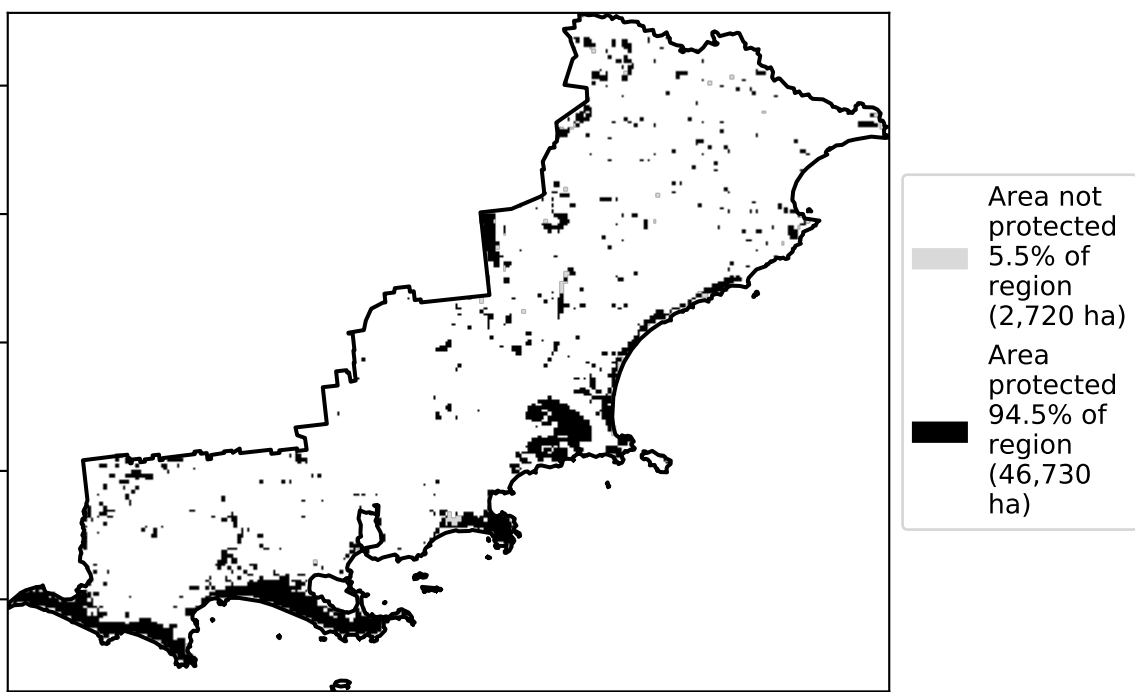 Area not
protected
5.5% of
region
(2,720 ha)
Area
protected
94.5% of
region
(46,730
ha)